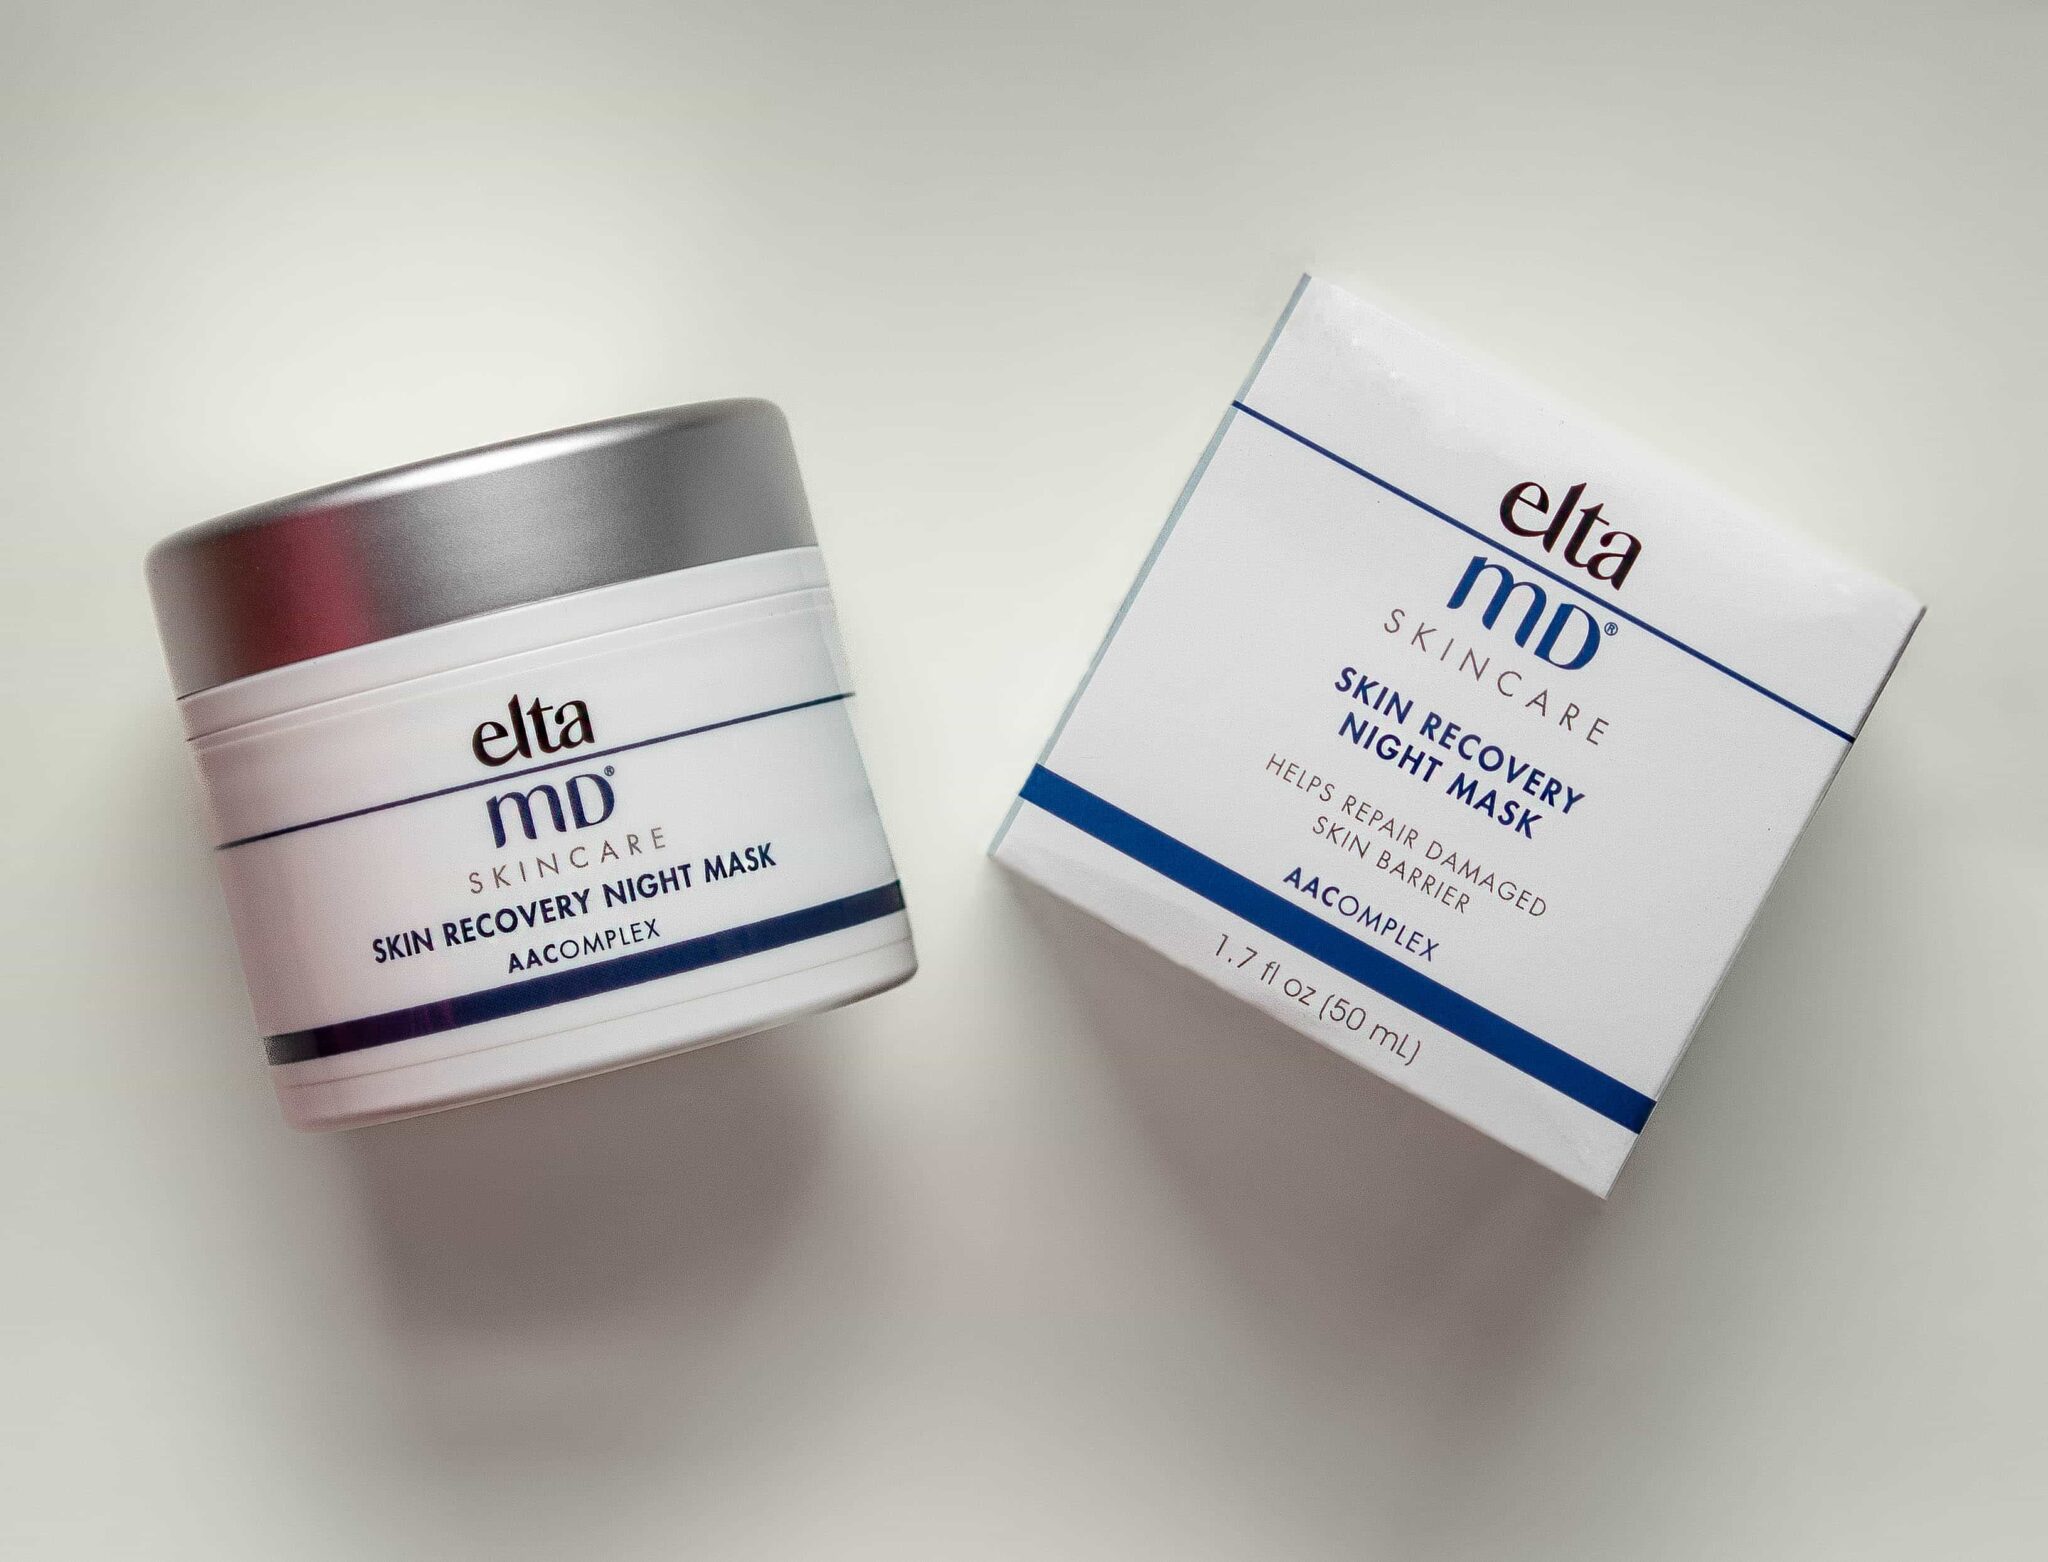 elta
MD®
SKINCARE
SKIN RECOVERY NIGHT MASK
AACOMPLEX
elta
MD®
SKINCARE
SKIN RECOVERY
NIGHT MASK
HELPS REPAIR DAMAGED
SKIN BARRIER
AACOMPLEX
1.7 fl oz (50 mL)